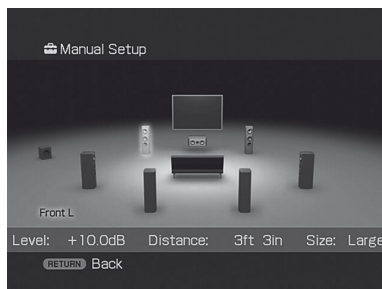 Manual Setup
Front L
Level: +10.0dB Distance: 3ft 3in Size: Large
RETURN Back